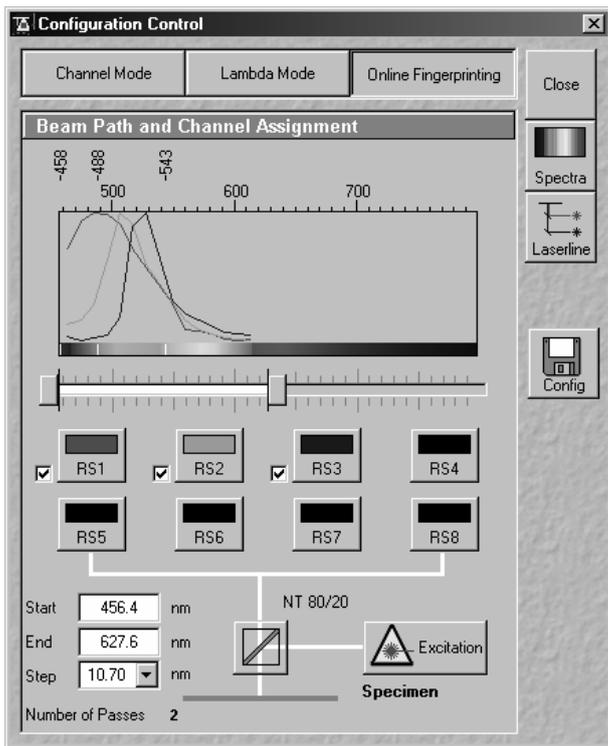 Configuration Control
Channel Mode
Lambda Mode
Online Fingerprinting
Close
Spectra
Laserline
Config
Beam Path and Channel Assignment
-458
-488
-543
500 600 700
RS1 RS2 RS3 RS4
RS5 RS6 RS7 RS8
Start 456.4 nm
End 627.6 nm
Step 10.70 nm
NT 80/20
Excitation
Specimen
Number of Passes 2